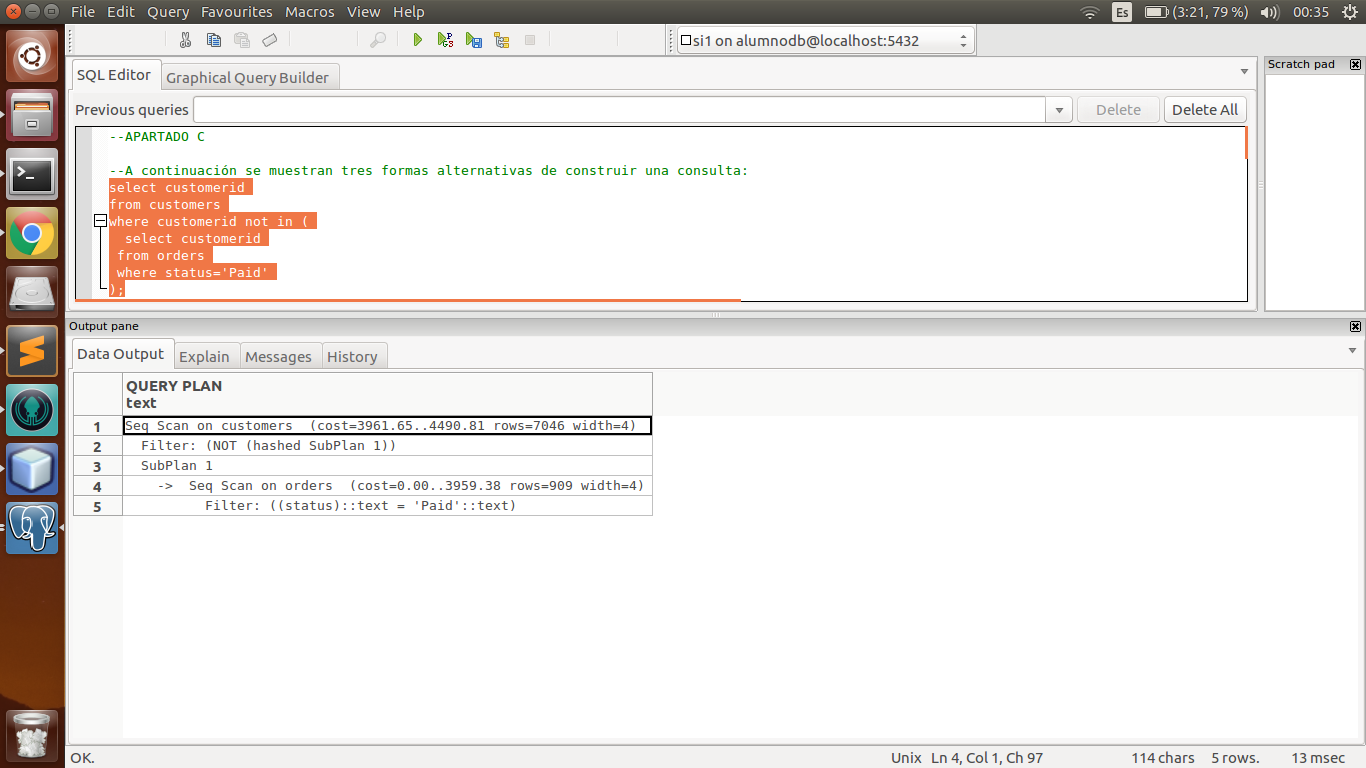 File Edit Query Favourites Macros View Help
Es (3:21, 79 %) 00:35
si1 on alumnodb@localhost:5432
SQL Editor Graphical Query Builder
Scratch pad
Previous queries Delete Delete All
--APARTADO C
--A continuación se muestran tres formas alternativas de construir una consulta:
select customerid
from customers
where customerid not in (
select customerid
from orders
where status='Paid'
);
Output pane
Data Output Explain Messages History
QUERY PLAN
text
1 Seq Scan on customers (cost=3961.65..4490.81 rows=7046 width=4)
2 Filter: (NOT (hashed SubPlan 1))
3 SubPlan 1
4 -> Seq Scan on orders (cost=0.00..3959.38 rows=909 width=4)
5 Filter: ((status)::text = 'Paid'::text)
OK. Unix Ln 4, Col 1, Ch 97 114 chars 5 rows. 13 msec